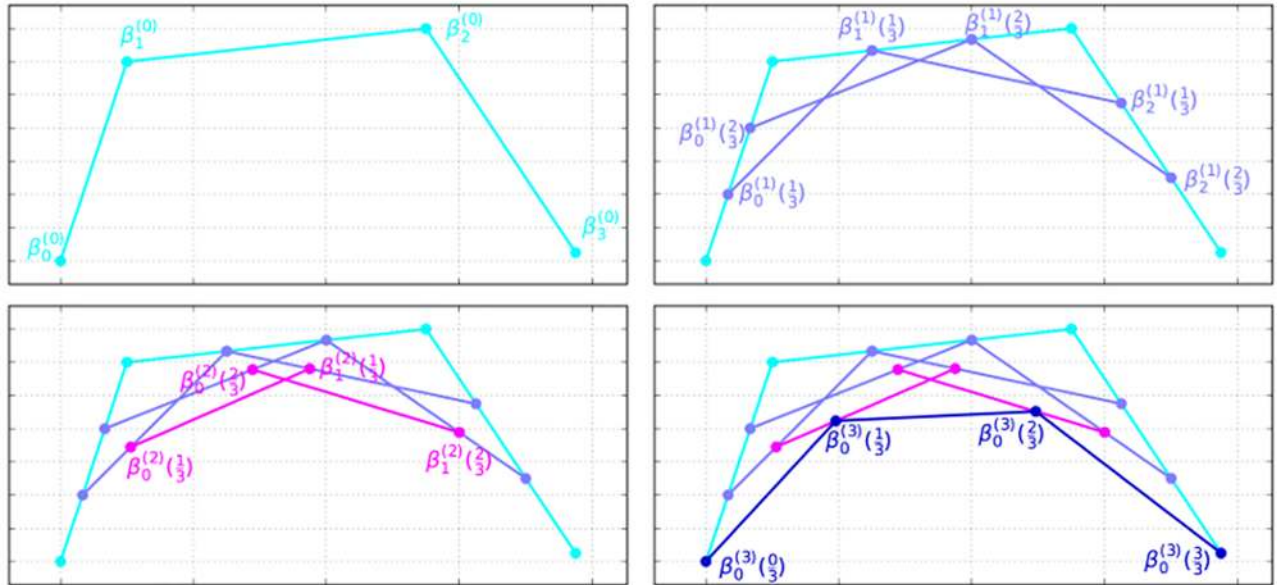 β₀⁽⁰⁾
β₁⁽⁰⁾
β₂⁽⁰⁾
β₃⁽⁰⁾
β₀⁽¹⁾(1/3)
β₀⁽¹⁾(2/3)
β₁⁽¹⁾(1/3)
β₁⁽¹⁾(2/3)
β₂⁽¹⁾(1/3)
β₂⁽¹⁾(2/3)
β₀⁽²⁾(1/3)
β₀⁽²⁾(2/3)
β₁⁽²⁾(1/3)
β₁⁽²⁾(2/3)
β₀⁽³⁾(0/3)
β₀⁽³⁾(1/3)
β₀⁽³⁾(2/3)
β₀⁽³⁾(3/3)